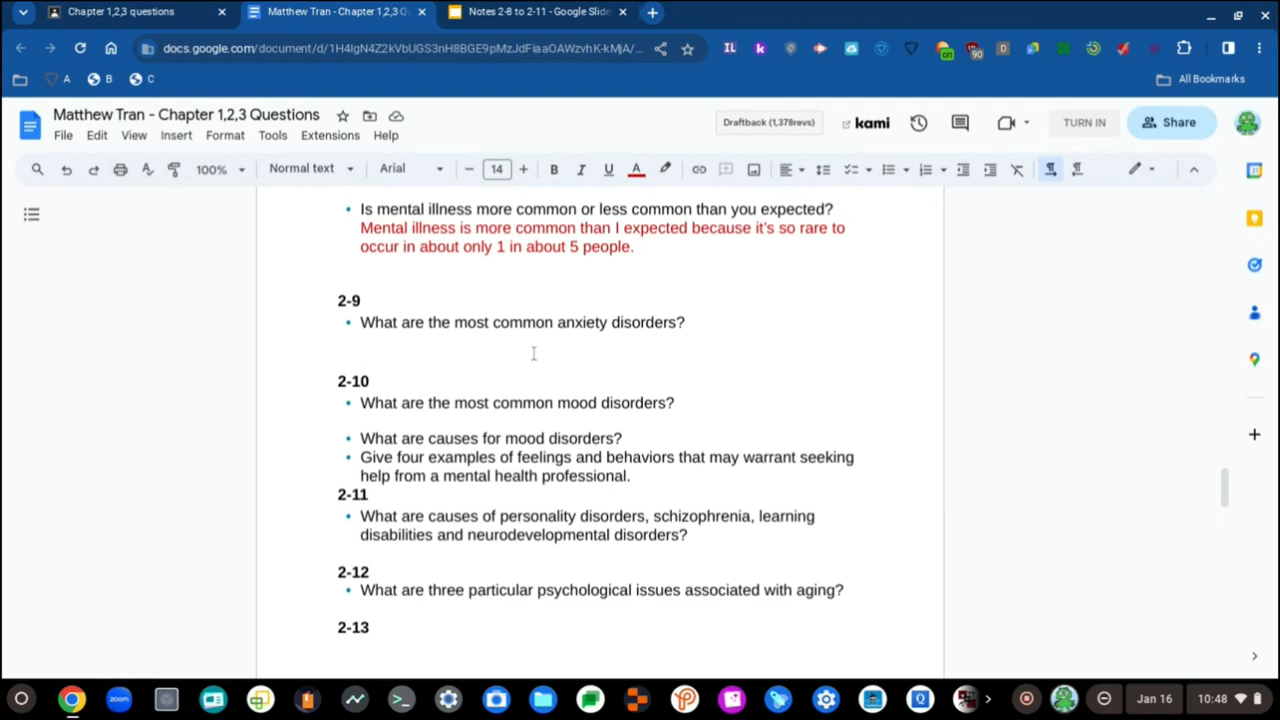 Chapter 1,2,3 questions
Matthew Tran - Chapter 1,2,3 Q
Notes 2-8 to 2-11 - Google Slide
docs.google.com/document/d/1H4lgN4Z2kVbUGS3nH8BGE9pMzJdFiaaOAWzvhK-kMjA/...
A
B
C
All Bookmarks
Matthew Tran - Chapter 1,2,3 Questions
File Edit View Insert Format Tools Extensions Help
Draftback (1,378revs)
kami
TURN IN
Share
100%
Normal text
Arial
14
B I U A
• Is mental illness more common or less common than you expected?
Mental illness is more common than I expected because it's so rare to
occur in about only 1 in about 5 people.
2-9
• What are the most common anxiety disorders?
2-10
• What are the most common mood disorders?
• What are causes for mood disorders?
• Give four examples of feelings and behaviors that may warrant seeking
help from a mental health professional.
2-11
• What are causes of personality disorders, schizophrenia, learning
disabilities and neurodevelopmental disorders?
2-12
• What are three particular psychological issues associated with aging?
2-13
zoom
Jan 16
10:48